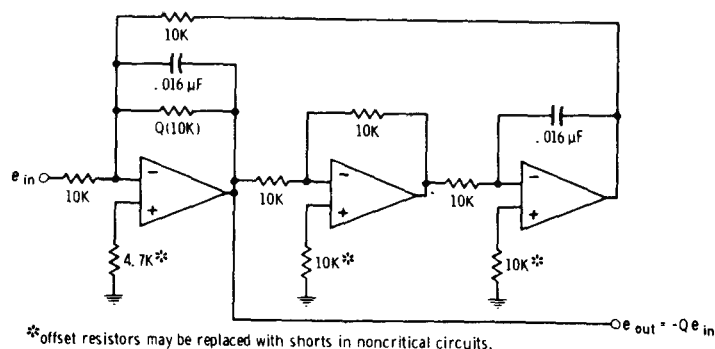 10K
.016 µF
Q(10K)
10K
.016 µF
e in
10K
10K
10K
−
+
−
+
−
+
4.7K*
10K*
10K*
e out = -Q e in
*offset resistors may be replaced with shorts in noncritical circuits.